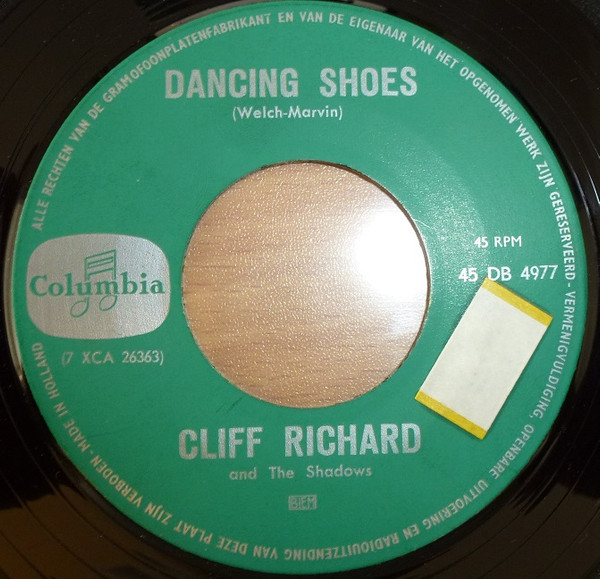 ALLE RECHTEN VAN DE GRAMOFOONPLATENFABRIKANT EN VAN DE EIGENAAR VAN HET OPGENOMEN WERK ZIJN GERESERVEERD - VERMENIGVULDIGING, OPENBARE UITVOERING EN RADIOUITZENDING VAN DEZE PLAAT ZIJN VERBODEN. MADE IN HOLLAND
DANCING SHOES
(Welch-Marvin)
45 RPM
45 DB 4977
Columbia
(7 XCA 26363)
CLIFF RICHARD
and The Shadows
BIEM